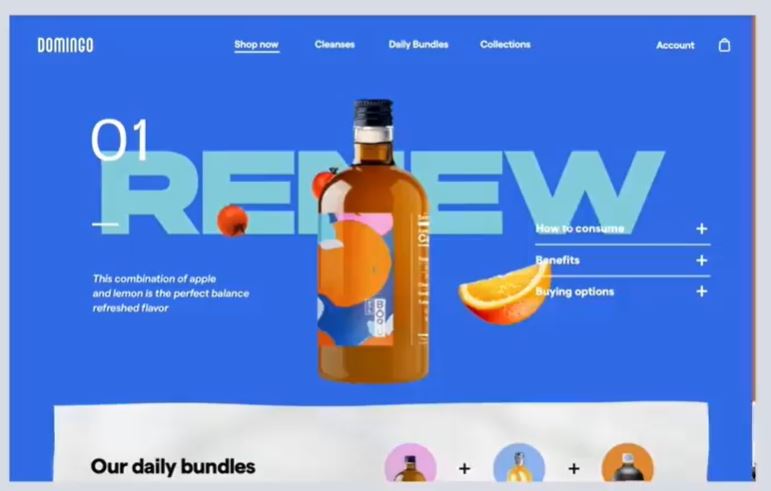 DOMINGO
Shop now
Cleanses
Daily Bundles
Collections
Account
01
RENEW
How to consume +
Benefits +
Buying options +
This combination of apple
and lemon is the perfect balance
refreshed flavor
Our daily bundles
+ +